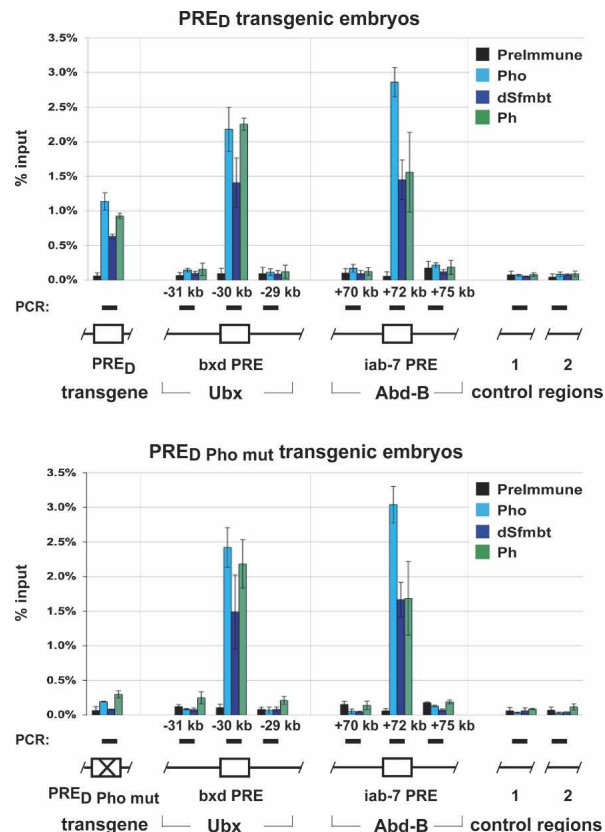 PRED transgenic embryos
3.5%
3.0%
2.5%
2.0%
1.5%
1.0%
0.5%
0.0%
% input
PreImmune
Pho
dSfmbt
Ph
-31 kb -30 kb -29 kb +70 kb +72 kb +75 kb
PCR:
PRED bxd PRE iab-7 PRE 1 2
transgene Ubx Abd-B control regions
PRED Pho mut transgenic embryos
3.5%
3.0%
2.5%
2.0%
1.5%
1.0%
0.5%
0.0%
% input
PreImmune
Pho
dSfmbt
Ph
-31 kb -30 kb -29 kb +70 kb +72 kb +75 kb
PCR:
PRED Pho mut bxd PRE iab-7 PRE 1 2
transgene Ubx Abd-B control regions